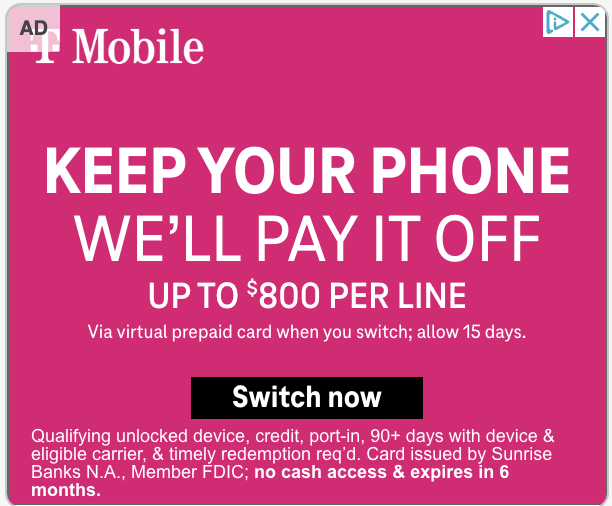 AD
T Mobile
KEEP YOUR PHONE
WE'LL PAY IT OFF
UP TO $800 PER LINE
Via virtual prepaid card when you switch; allow 15 days.
Switch now
Qualifying unlocked device, credit, port-in, 90+ days with device &
eligible carrier, & timely redemption req'd. Card issued by Sunrise
Banks N.A., Member FDIC; no cash access & expires in 6
months.